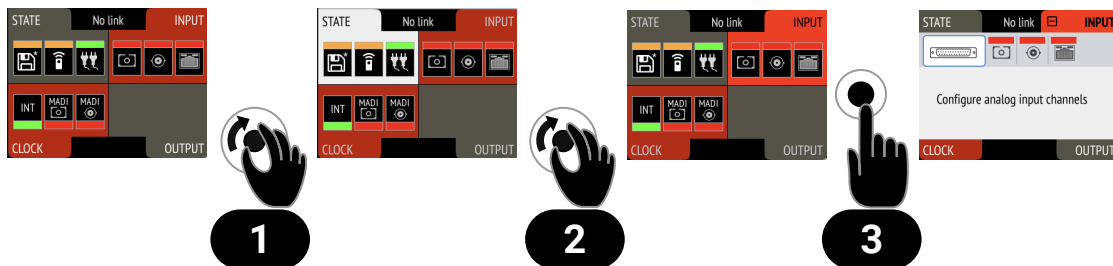 STATE No link INPUT
INT MADI MADI
CLOCK OUTPUT
1
STATE No link INPUT
INT MADI MADI
CLOCK OUTPUT
2
STATE No link INPUT
INT MADI MADI
CLOCK OUTPUT
3
STATE No link INPUT
Configure analog input channels
CLOCK OUTPUT